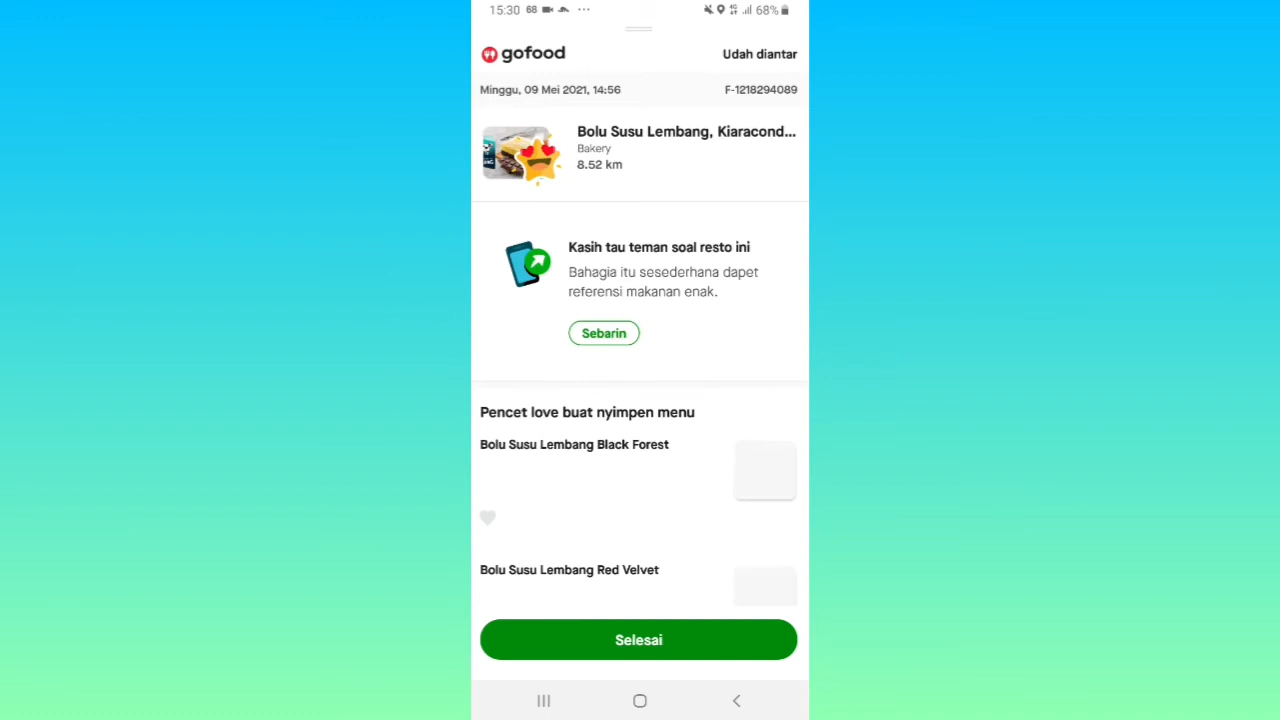 15:30 68 ... 4G 68%
gofood
Udah diantar
Minggu, 09 Mei 2021, 14:56
F-1218294089
Bolu Susu Lembang, Kiaracond...
Bakery
8.52 km
Kasih tau teman soal resto ini
Bahagia itu sesederhana dapet
referensi makanan enak.
Sebarin
Pencet love buat nyimpen menu
Bolu Susu Lembang Black Forest
Bolu Susu Lembang Red Velvet
Selesai